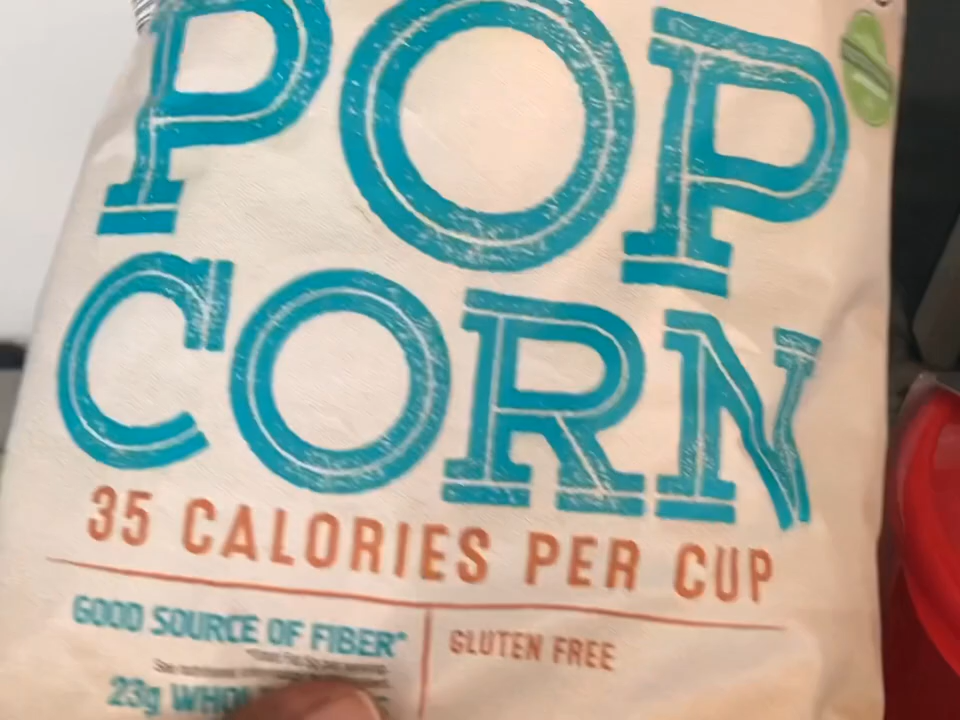 POP
CORN
35 CALORIES PER CUP
GOOD SOURCE OF FIBER*
GLUTEN FREE
23g